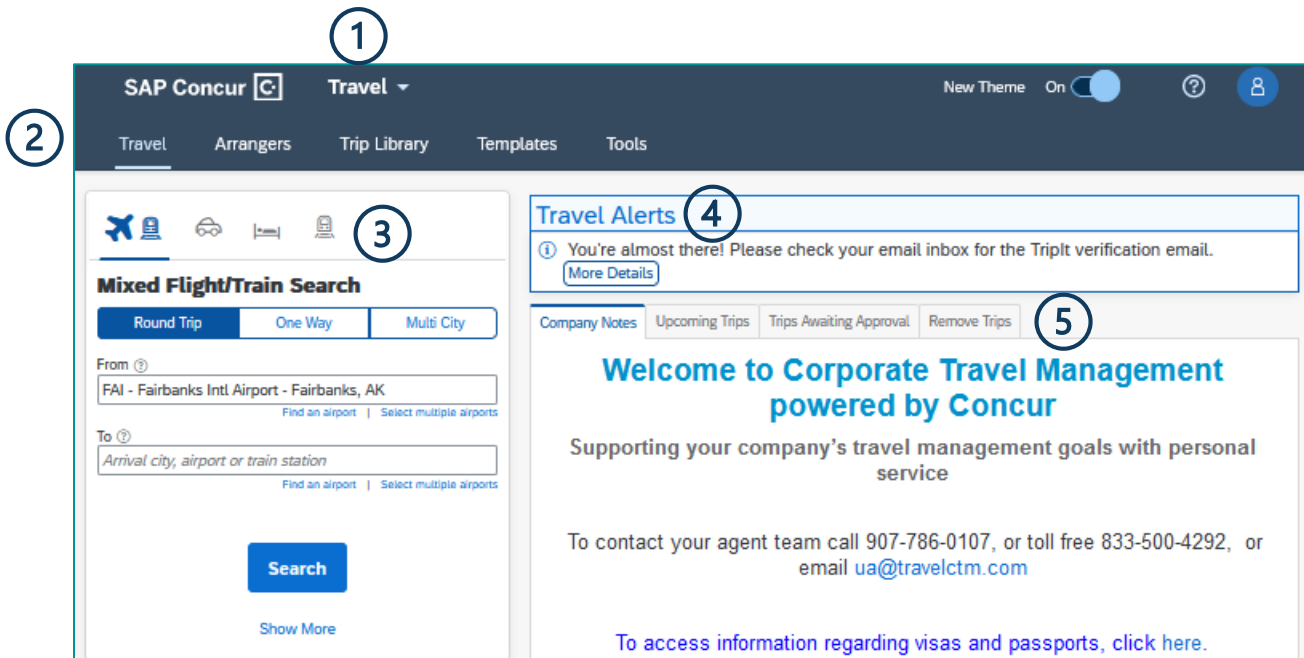 1
SAP Concur C Travel
New Theme On
?
2
Travel Arrangers Trip Library Templates Tools
3
Mixed Flight/Train Search
Round Trip One Way Multi City
From ?
FAI - Fairbanks Intl Airport - Fairbanks, AK
Find an airport | Select multiple airports
To ?
Arrival city, airport or train station
Find an airport | Select multiple airports
Search
Show More
Travel Alerts 4
i You're almost there! Please check your email inbox for the TripIt verification email.
More Details
Company Notes Upcoming Trips Trips Awaiting Approval Remove Trips 5
Welcome to Corporate Travel Management
powered by Concur
Supporting your company's travel management goals with personal
service
To contact your agent team call 907-786-0107, or toll free 833-500-4292, or
email ua@travelctm.com
To access information regarding visas and passports, click here.